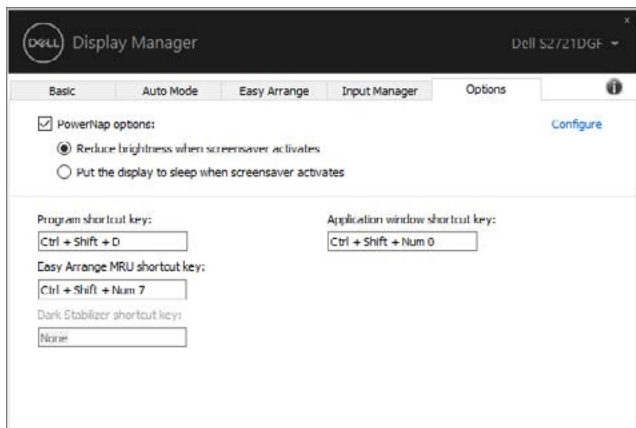 x
DELL Display Manager Dell S2721DGF
Basic Auto Mode Easy Arrange Input Manager Options i
PowerNap options: Configure
Reduce brightness when screensaver activates
Put the display to sleep when screensaver activates
Program shortcut key: Application window shortcut key:
Ctrl + Shift + D Ctrl + Shift + Num 0
Easy Arrange MRU shortcut key:
Ctrl + Shift + Num 7
Dark Stabilizer shortcut key:
None